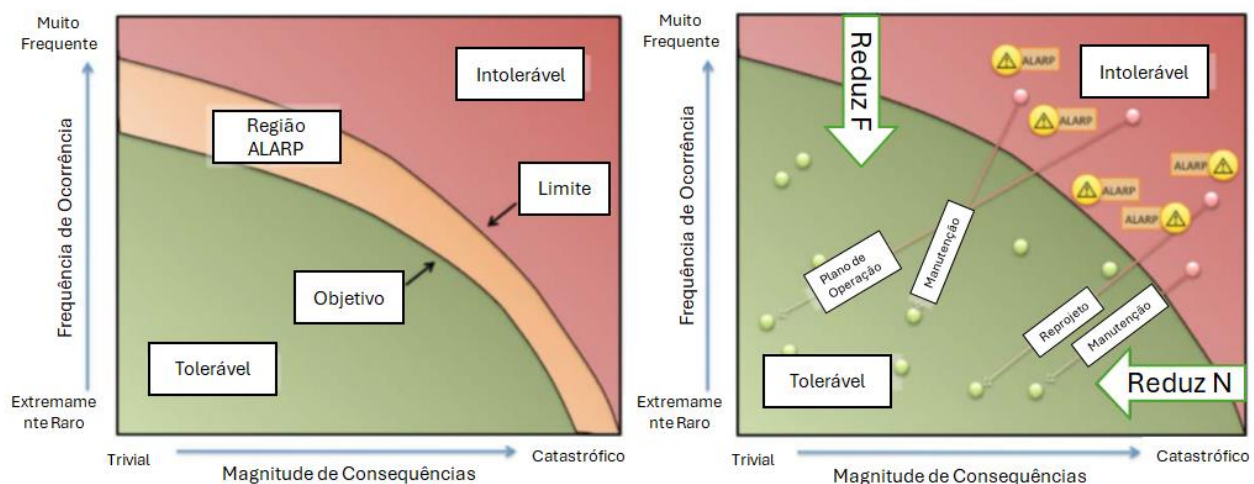 Muito
Frequente
Frequência de Ocorrência
Extremame
nte Raro
Intolerável
Região
ALARP
Limite
Objetivo
Tolerável
Trivial
Magnitude de Consequências
Catastrófico
Muito
Frequente
Frequência de Ocorrência
Extremame
nte Raro
Reduz F
ALARP
Intolerável
ALARP
ALARP
ALARP
ALARP
Plano de
Operação
Manutenção
Reprojeto
Manutenção
Tolerável
Reduz N
Trivial
Magnitude de Consequências
Catastrófico